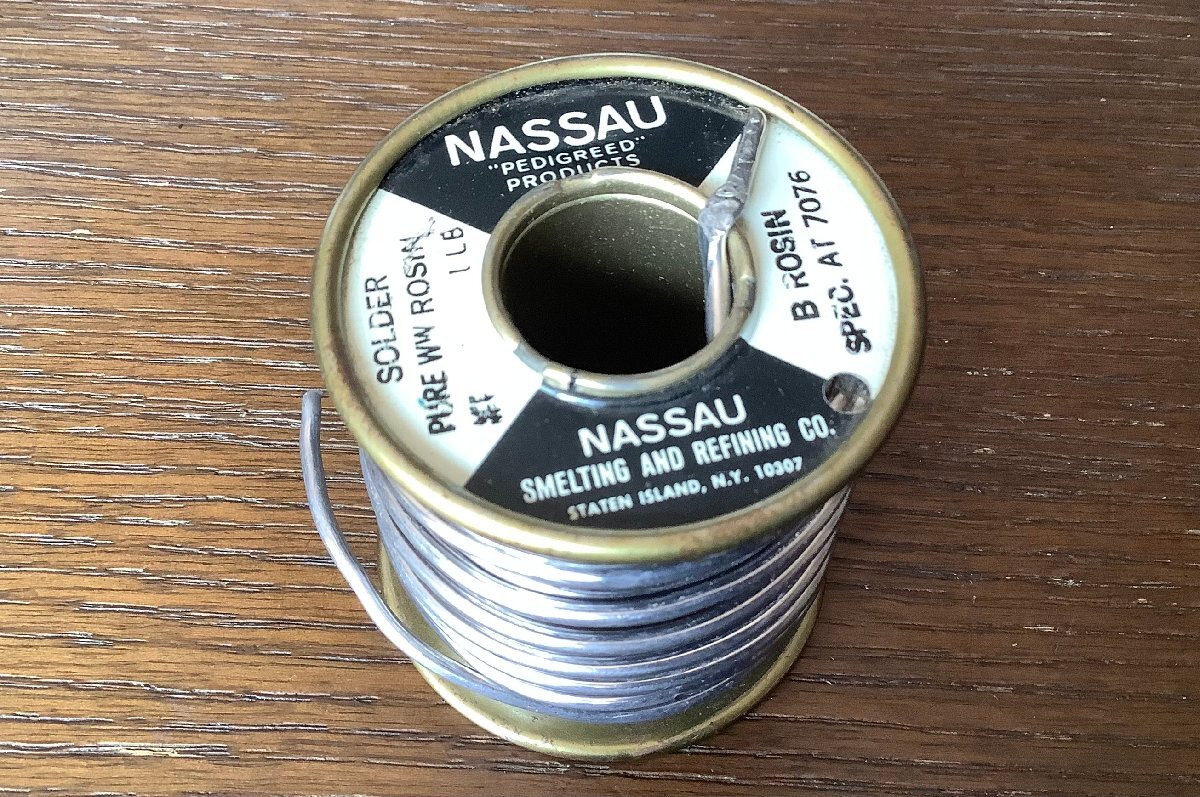 NASSAU
"PEDIGREED"
PRODUCTS
SOLDER
PURE WW ROSIN
1 LB
B ROSIN
SPEC. AT 7076
NASSAU
SMELTING AND REFINING CO.
STATEN ISLAND, N.Y. 10307